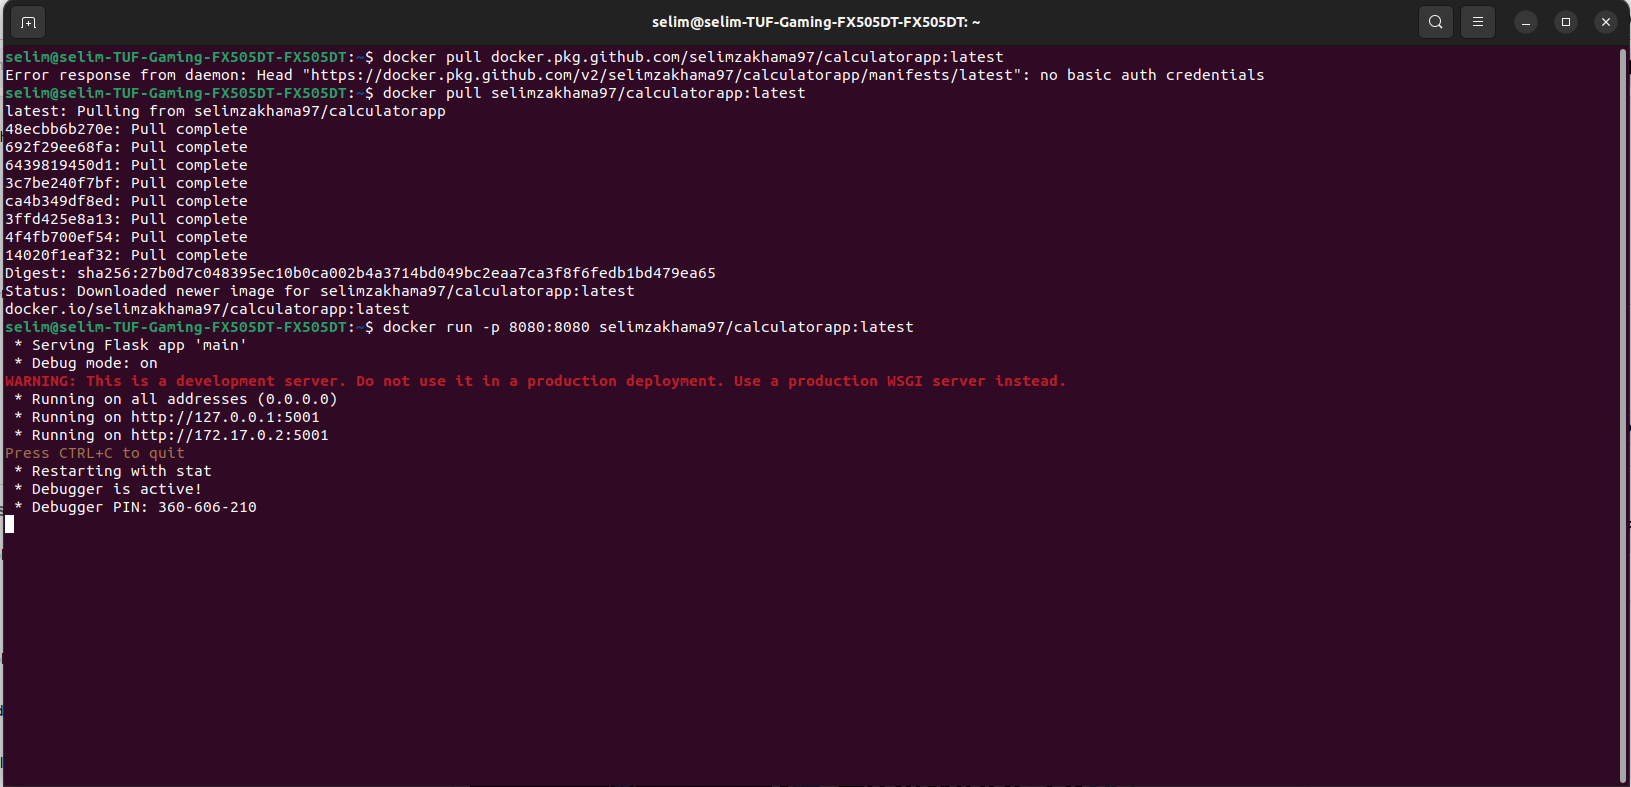 selim@selim-TUF-Gaming-FX505DT-FX505DT: ~
selim@selim-TUF-Gaming-FX505DT-FX505DT:~$ docker pull docker.pkg.github.com/selimzakhama97/calculatorapp:latest
Error response from daemon: Head "https://docker.pkg.github.com/v2/selimzakhama97/calculatorapp/manifests/latest": no basic auth credentials
selim@selim-TUF-Gaming-FX505DT-FX505DT:~$ docker pull selimzakhama97/calculatorapp:latest
latest: Pulling from selimzakhama97/calculatorapp
48ecbb6b270e: Pull complete
692f29ee68fa: Pull complete
6439819450d1: Pull complete
3c7be240f7bf: Pull complete
ca4b349df8ed: Pull complete
3ffd425e8a13: Pull complete
4f4fb700ef54: Pull complete
14020f1eaf32: Pull complete
Digest: sha256:27b0d7c048395ec10b0ca002b4a3714bd049bc2eaa7ca3f8f6fedb1bd479ea65
Status: Downloaded newer image for selimzakhama97/calculatorapp:latest
docker.io/selimzakhama97/calculatorapp:latest
selim@selim-TUF-Gaming-FX505DT-FX505DT:~$ docker run -p 8080:8080 selimzakhama97/calculatorapp:latest
 * Serving Flask app 'main'
 * Debug mode: on
WARNING: This is a development server. Do not use it in a production deployment. Use a production WSGI server instead.
 * Running on all addresses (0.0.0.0)
 * Running on http://127.0.0.1:5001
 * Running on http://172.17.0.2:5001
Press CTRL+C to quit
 * Restarting with stat
 * Debugger is active!
 * Debugger PIN: 360-606-210